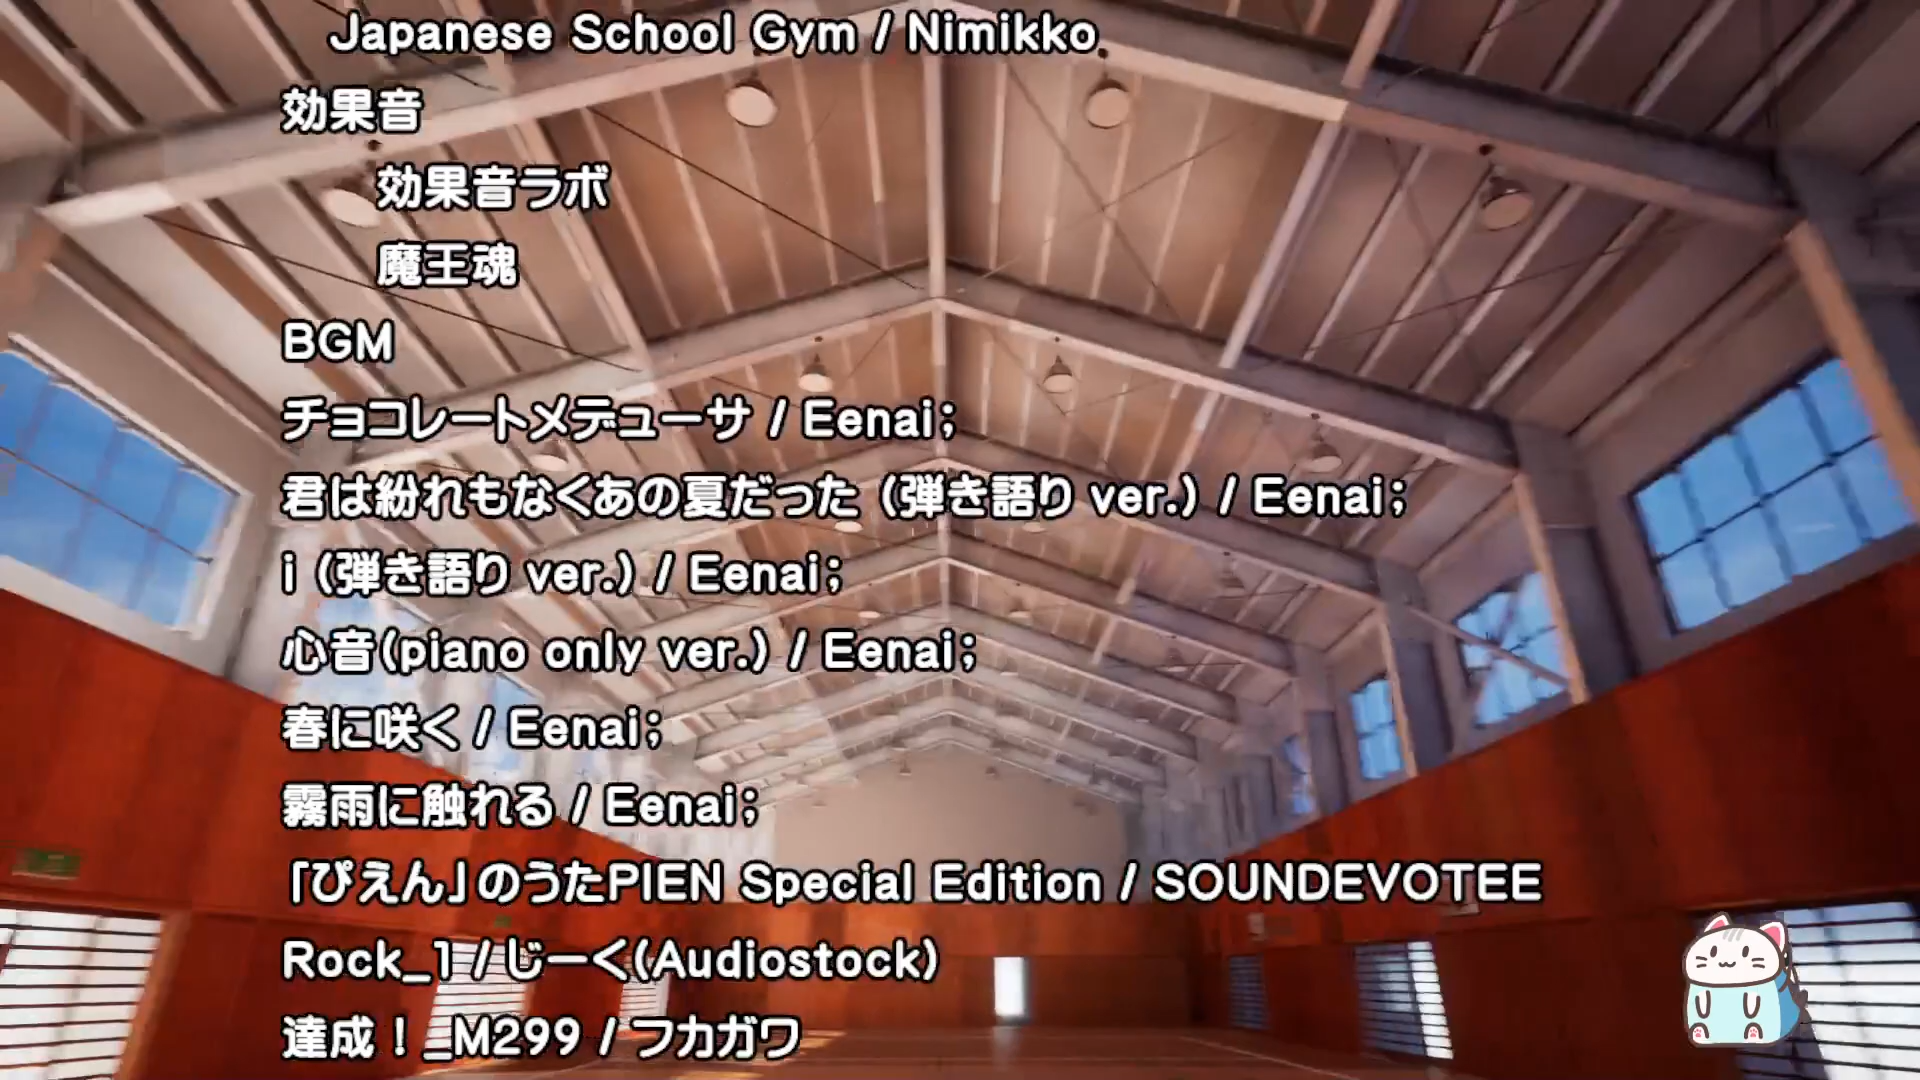 Japanese School Gym / Nimikko
効果音
効果音ラボ
魔王魂
BGM
チョコレートメデューサ / Eenai;
君は紛れもなくあの夏だった (弾き語り ver.) / Eenai;
i (弾き語り ver.) / Eenai;
心音(piano only ver.) / Eenai;
春に咲く / Eenai;
霧雨に触れる / Eenai;
「ぴえん」のうたPIEN Special Edition / SOUNDEVOTEE
Rock_1 / じーく(Audiostock)
達成！_M299 / フカガワ